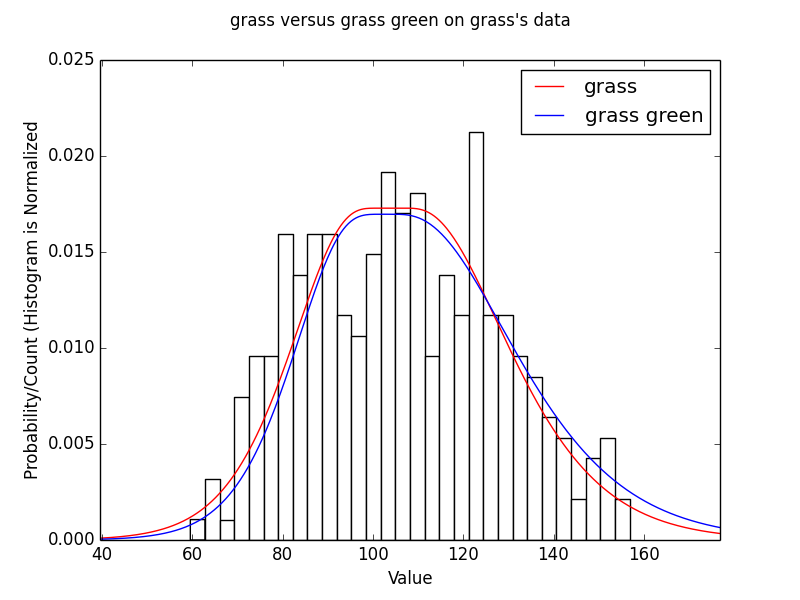 grass versus grass green on grass's data
0.025
0.020
0.015
0.010
0.005
0.000
Probability/Count (Histogram is Normalized
grass
grass green
40 60 80 100 120 140 160
Value